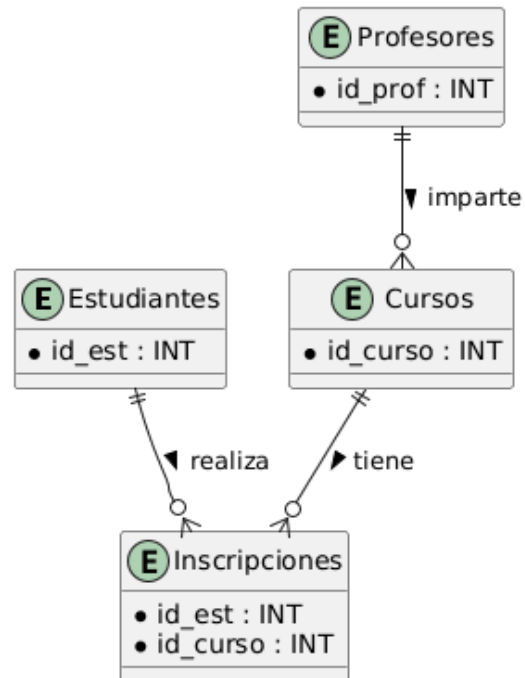 E Profesores
id_prof : INT
imparte
E Estudiantes
id_est : INT
E Cursos
id_curso : INT
realiza
tiene
E Inscripciones
id_est : INT
id_curso : INT